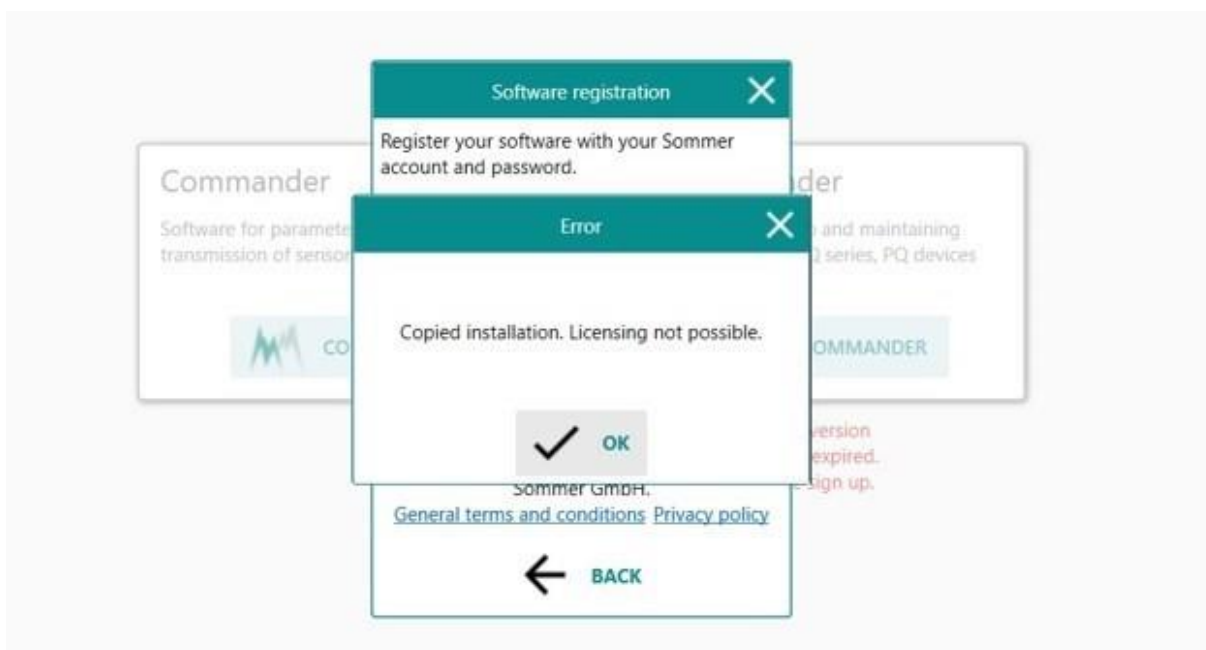 Software registration
Register your software with your Sommer
account and password.
Commander
Software for paramete
transmission of sensor
CO
der
and maintaining
Q series, PQ devices
OMMANDER
Error
Copied installation. Licensing not possible.
OK
version
expired.
sign up.
Sommer GmbH.
General terms and conditions Privacy policy
BACK